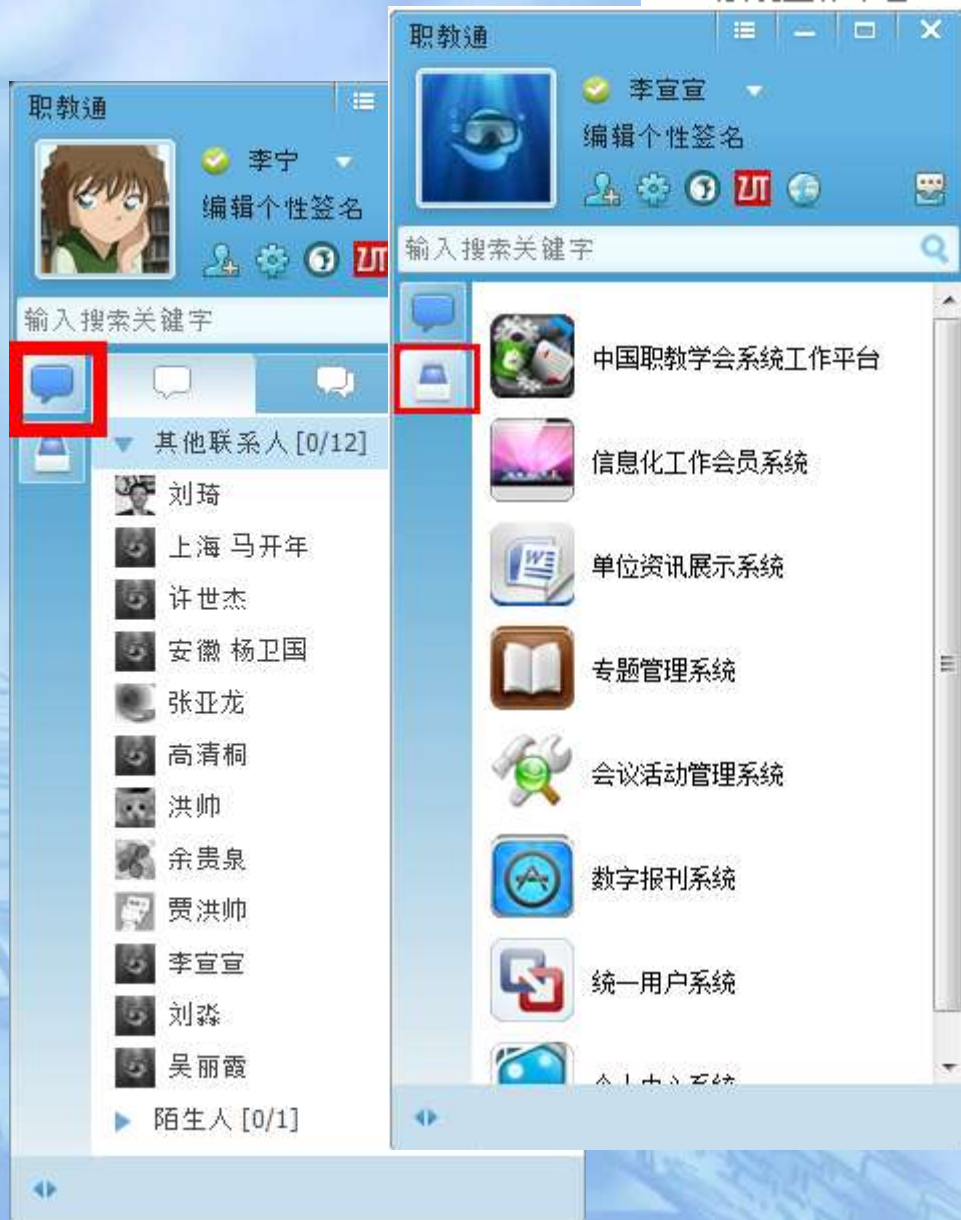 职教通
李宁
编辑个性签名
输入搜索关键字
其他联系人 [0/12]
刘琦
上海 马开年
许世杰
安徽 杨卫国
张亚龙
高清桐
洪帅
余贵泉
贾洪帅
李宣宣
刘淼
吴丽霞
陌生人 [0/1]
职教通
李宣宣
编辑个性签名
输入搜索关键字
中国职教学会系统工作平台
信息化工作会员系统
单位资讯展示系统
专题管理系统
会议活动管理系统
数字报刊系统
统一用户系统